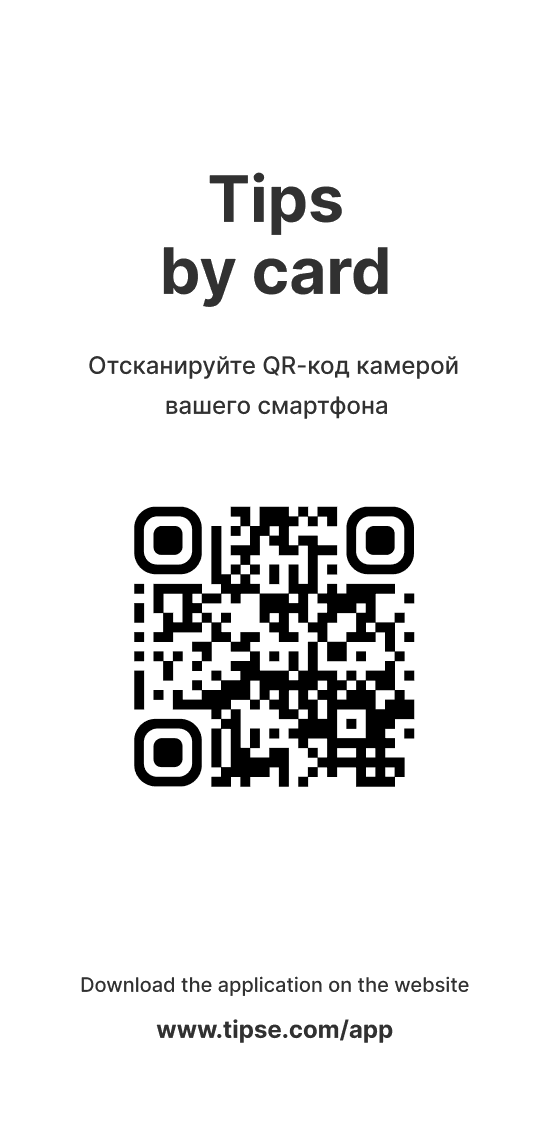 Tips
by card
Отсканируйте QR-код камерой
вашего смартфона
Download the application on the website
www.tipse.com/app